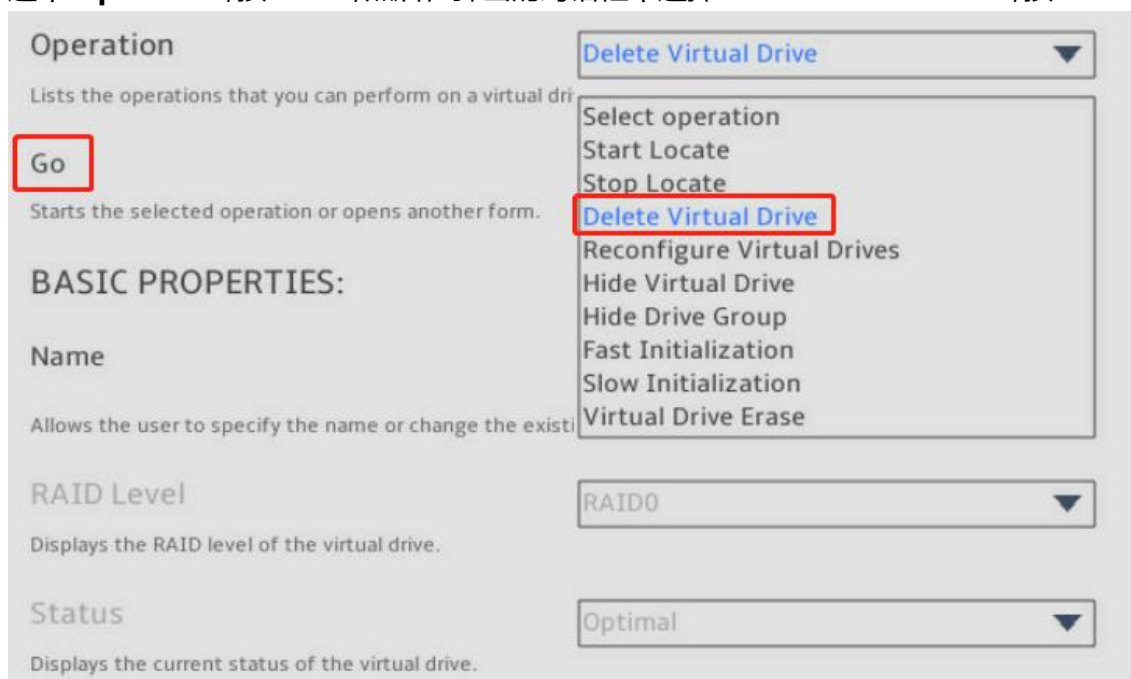 Operation
Delete Virtual Drive
Lists the operations that you can perform on a virtual dri
Select operation
Start Locate
Go
Stop Locate
Starts the selected operation or opens another form.
Delete Virtual Drive
Reconfigure Virtual Drives
BASIC PROPERTIES:
Hide Virtual Drive
Hide Drive Group
Name
Fast Initialization
Slow Initialization
Allows the user to specify the name or change the existi
Virtual Drive Erase
RAID Level
RAID0
Displays the RAID level of the virtual drive.
Status
Optimal
Displays the current status of the virtual drive.